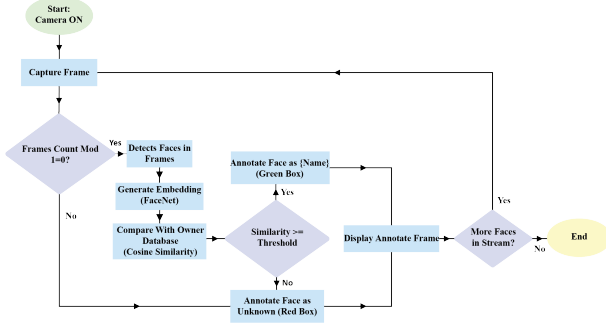 Start:
Camera ON
Capture Frame
Frames Count Mod
1=0?
Yes
No
Detects Faces in
Frames
Generate Embedding
(FaceNet)
Compare With Owner
Database
(Cosine Similarity)
Similarity >=
Threshold
Yes
No
Annotate Face as {Name}
(Green Box)
Annotate Face as
Unknown (Red Box)
Display Annotate Frame
More Faces
in Stream?
Yes
No
End